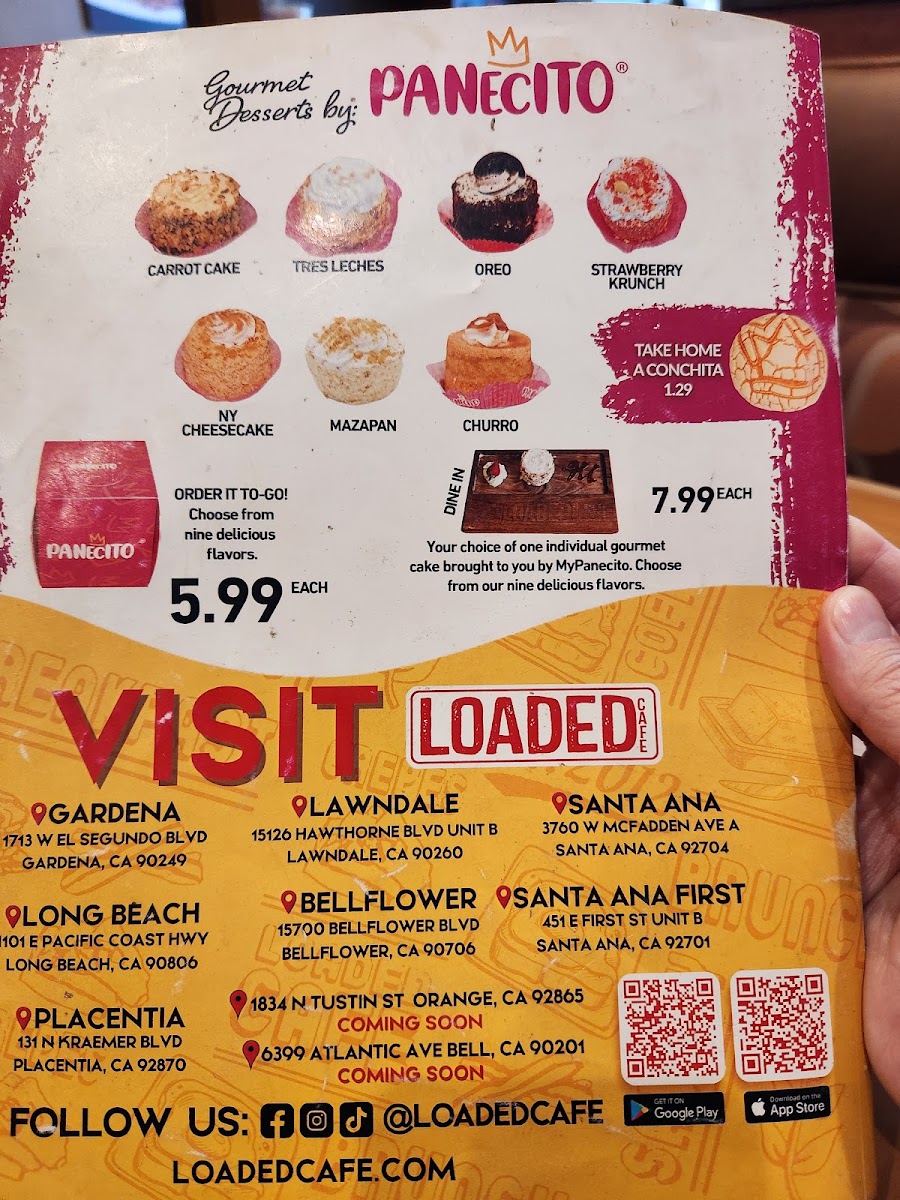 Gourmet
Desserts by:
PANECITO®
CARROT CAKE
TRES LECHES
OREO
STRAWBERRY
KRUNCH
NY
CHEESECAKE
MAZAPAN
CHURRO
TAKE HOME
A CONCHITA
1.29
PANECITO
ORDER IT TO-GO!
Choose from
nine delicious
flavors.
5.99 EACH
DINE IN
7.99 EACH
Your choice of one individual gourmet
cake brought to you by MyPanecito. Choose
from our nine delicious flavors.
VISIT LOADED CAFE
GARDENA
1713 W EL SEGUNDO BLVD
GARDENA, CA 90249
LAWNDALE
15126 HAWTHORNE BLVD UNIT B
LAWNDALE, CA 90260
SANTA ANA
3760 W MCFADDEN AVE A
SANTA ANA, CA 92704
LONG BEACH
1101 E PACIFIC COAST HWY
LONG BEACH, CA 90806
BELLFLOWER
15700 BELLFLOWER BLVD
BELLFLOWER, CA 90706
SANTA ANA FIRST
451 E FIRST ST UNIT B
SANTA ANA, CA 92701
PLACENTIA
131 N KRAEMER BLVD
PLACENTIA, CA 92870
1834 N TUSTIN ST ORANGE, CA 92865
COMING SOON
6399 ATLANTIC AVE BELL, CA 90201
COMING SOON
GET IT ON
Google Play
Download on the
App Store
FOLLOW US: @LOADEDCAFE
LOADEDCAFE.COM